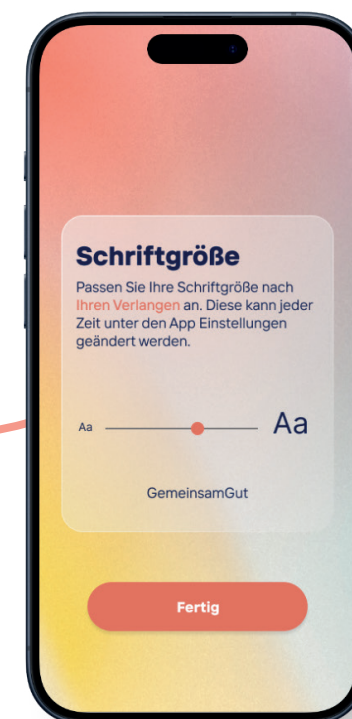 Schriftgröße
Passen Sie Ihre Schriftgröße nach
Ihren Verlangen an. Diese kann jeder
Zeit unter den App Einstellungen
geändert werden.
Aa Aa
GemeinsamGut
Fertig